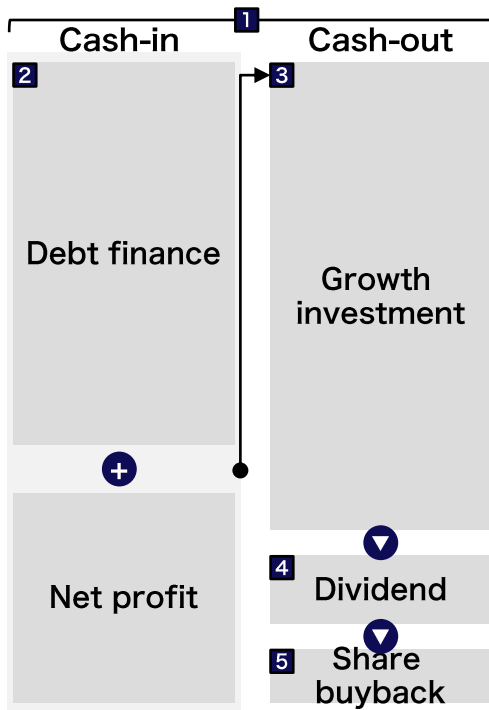 1
Cash-in
Cash-out
2
Debt finance
+
Net profit
3
Growth
investment
4
Dividend
5
Share
buyback